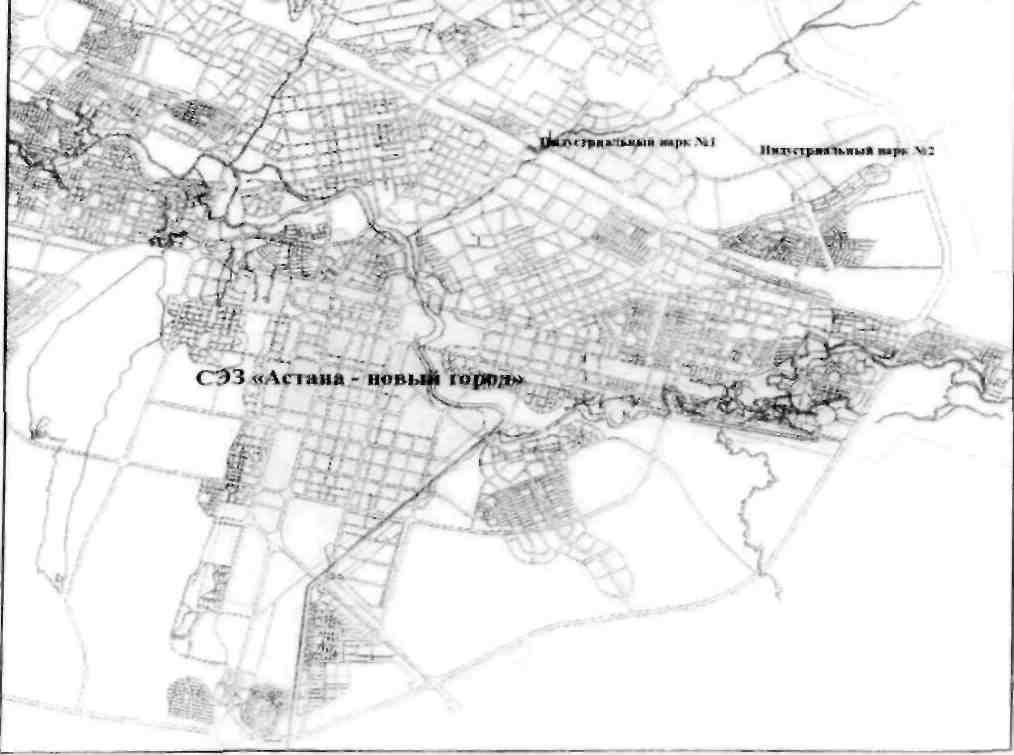 Индустриальный парк №1
Индустриальный парк №2
СЭЗ «Астана - новый город»